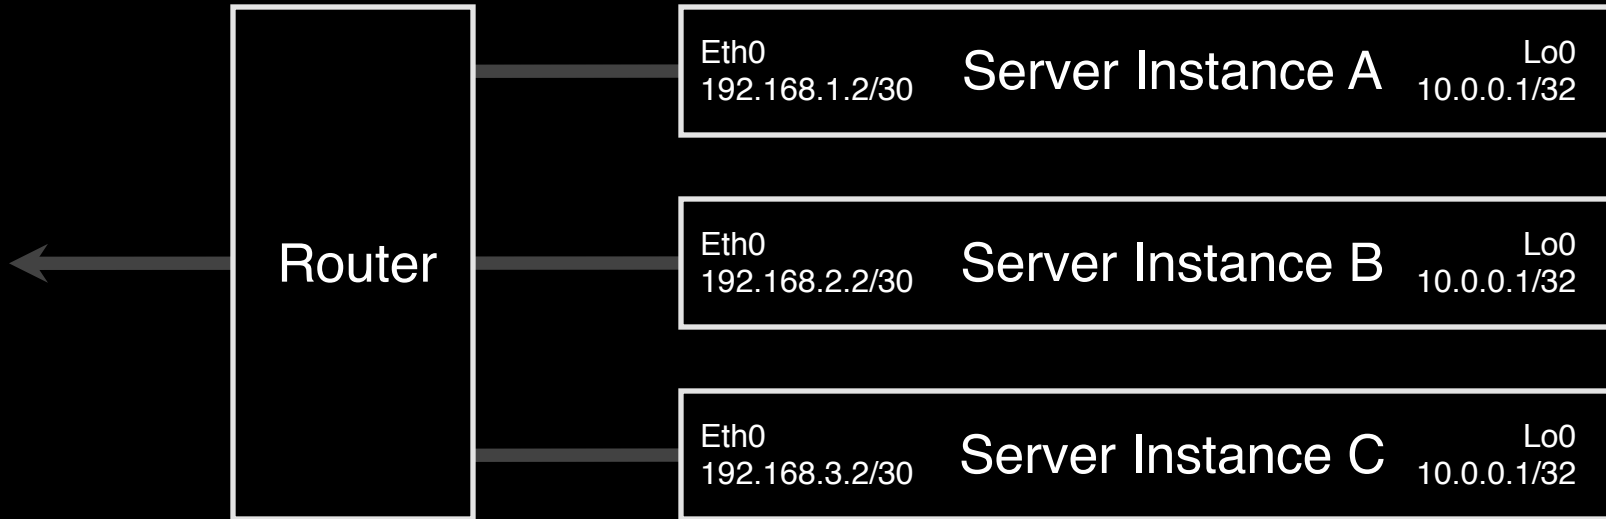 Router
Eth0
192.168.1.2/30
Server Instance A
Lo0
10.0.0.1/32
Eth0
192.168.2.2/30
Server Instance B
Lo0
10.0.0.1/32
Eth0
192.168.3.2/30
Server Instance C
Lo0
10.0.0.1/32